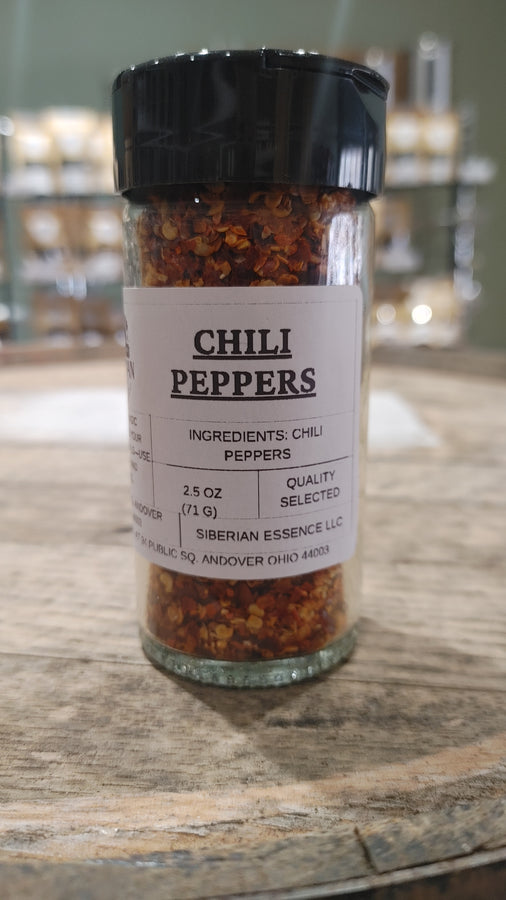 CHILI
PEPPERS
INGREDIENTS: CHILI
PEPPERS
2.5 OZ
(71 G)
QUALITY
SELECTED
ANDOVER
SIBERIAN ESSENCE LLC
PUBLIC SQ. ANDOVER OHIO 44003